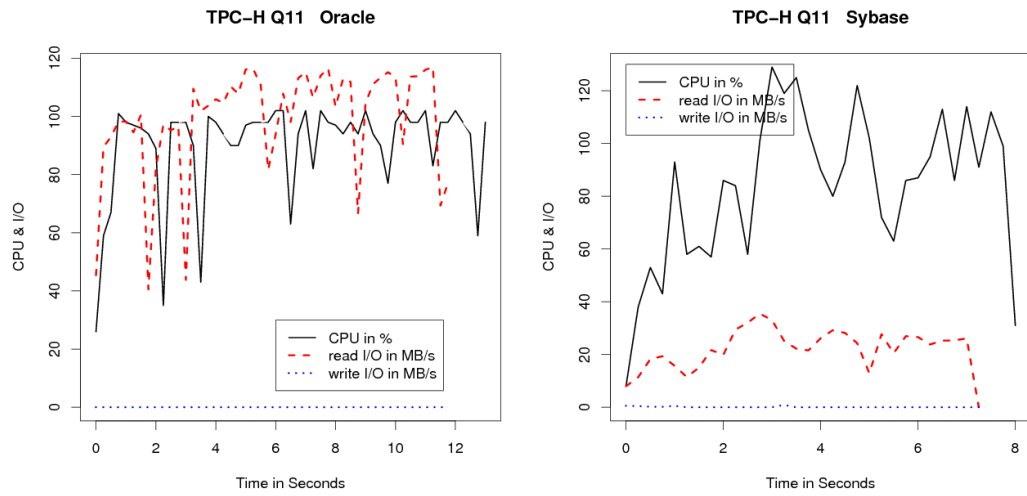 TPC−H Q11   Oracle
CPU & I/O
120
100
80
60
40
20
0
CPU in %
read I/O in MB/s
write I/O in MB/s
0 2 4 6 8 10 12
Time in Seconds
TPC−H Q11   Sybase
CPU & I/O
120
100
80
60
40
20
0
CPU in %
read I/O in MB/s
write I/O in MB/s
0 2 4 6 8
Time in Seconds